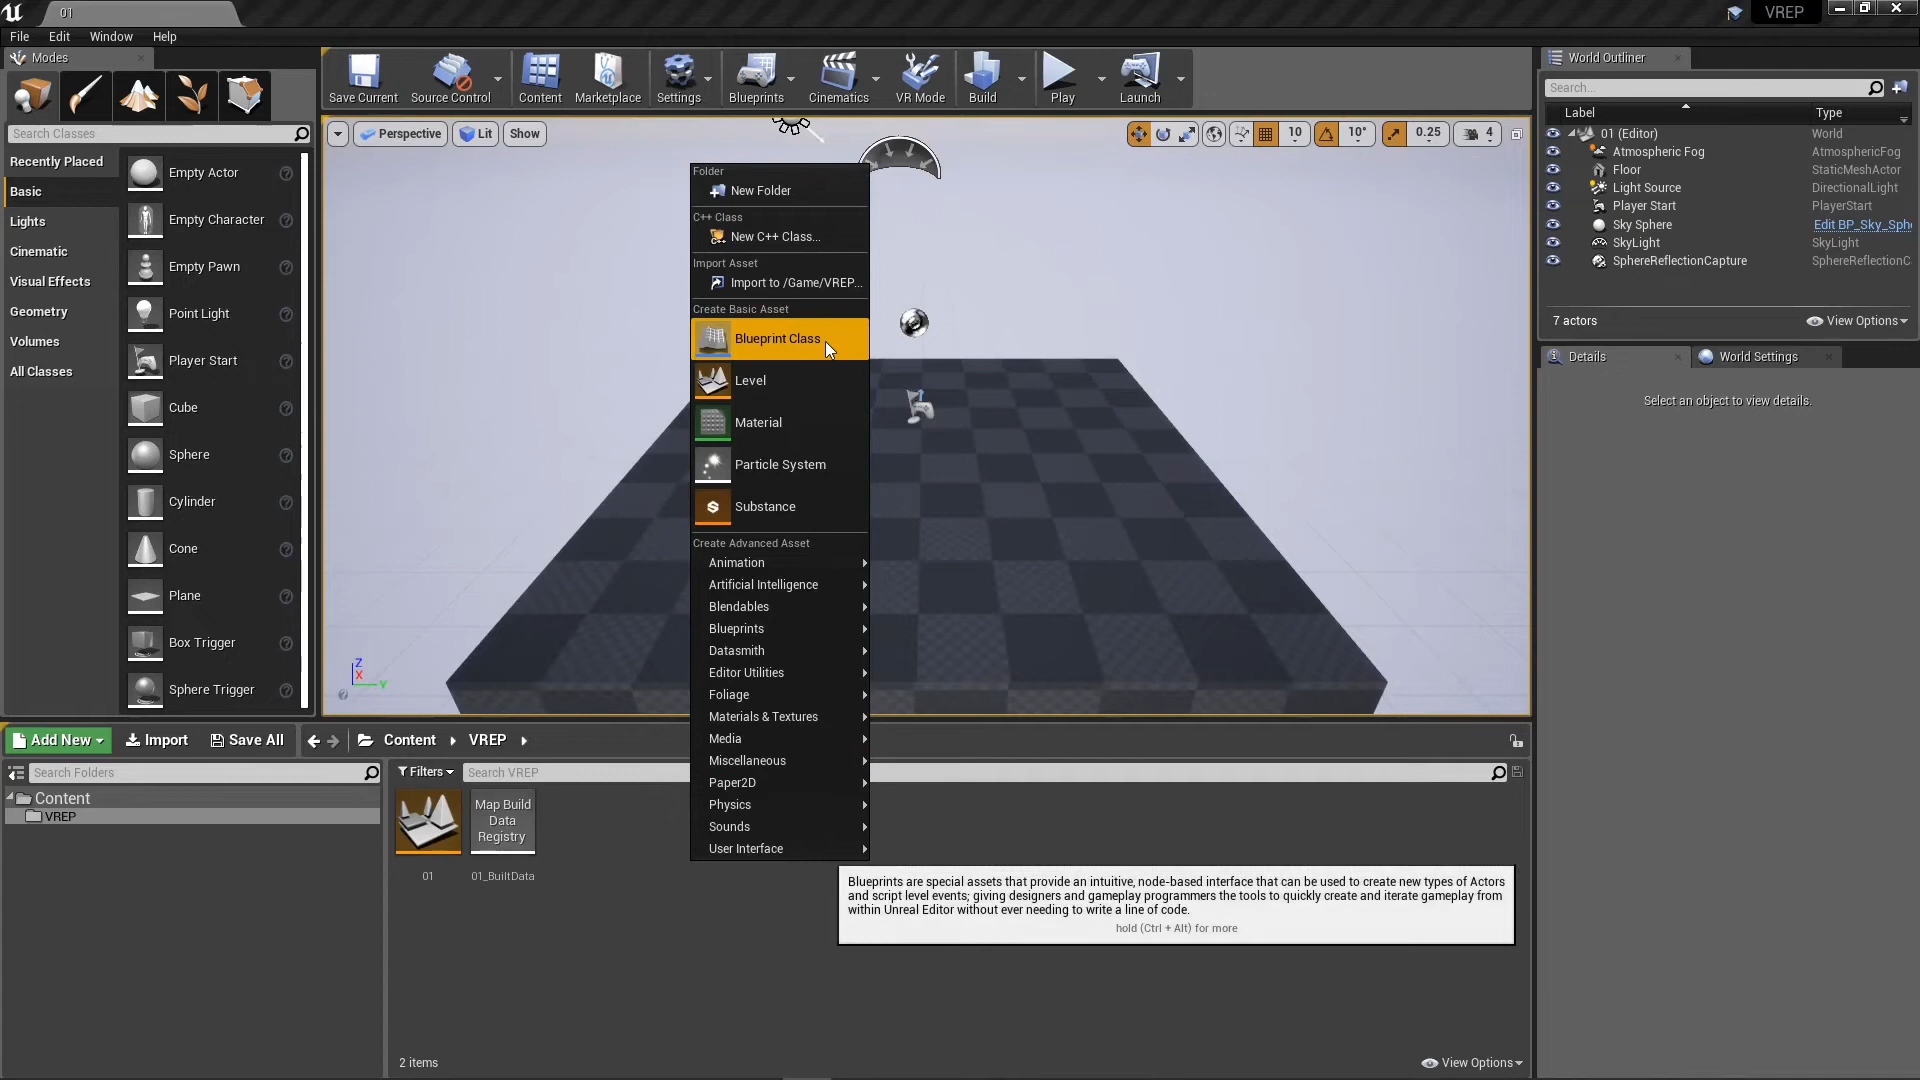 01
VREP
File Edit Window Help
Modes
Save Current
Source Control
Content
Marketplace
Settings
Blueprints
Cinematics
VR Mode
Build
Play
Launch
Search Classes
Recently Placed
Basic
Lights
Cinematic
Visual Effects
Geometry
Volumes
All Classes
Empty Actor
Empty Character
Empty Pawn
Point Light
Player Start
Cube
Sphere
Cylinder
Cone
Plane
Box Trigger
Sphere Trigger
Perspective
Lit
Show
10
10°
0.25
4
Folder
New Folder
C++ Class
New C++ Class...
Import Asset
Import to /Game/VREP...
Create Basic Asset
Blueprint Class
Level
Material
Particle System
Substance
Create Advanced Asset
Animation
Artificial Intelligence
Blendables
Blueprints
Datasmith
Editor Utilities
Foliage
Materials & Textures
Media
Miscellaneous
Paper2D
Physics
Sounds
User Interface
Z
X
Y
World Outliner
Search...
Label Type
01 (Editor) World
Atmospheric Fog AtmosphericFog
Floor StaticMeshActor
Light Source DirectionalLight
Player Start PlayerStart
Sky Sphere Edit BP_Sky_Sph
SkyLight SkyLight
SphereReflectionCapture SphereReflectionC
7 actors
View Options
Details
World Settings
Select an object to view details.
Add New
Import
Save All
Content
VREP
Search Folders
Content
VREP
Filters
Search VREP
Map Build
Data
Registry
01
01_BuiltData
Blueprints are special assets that provide an intuitive, node-based interface that can be used to create new types of Actors
and script level events; giving designers and gameplay programmers the tools to quickly create and iterate gameplay from
within Unreal Editor without ever needing to write a line of code.
hold (Ctrl + Alt) for more
2 items
View Options